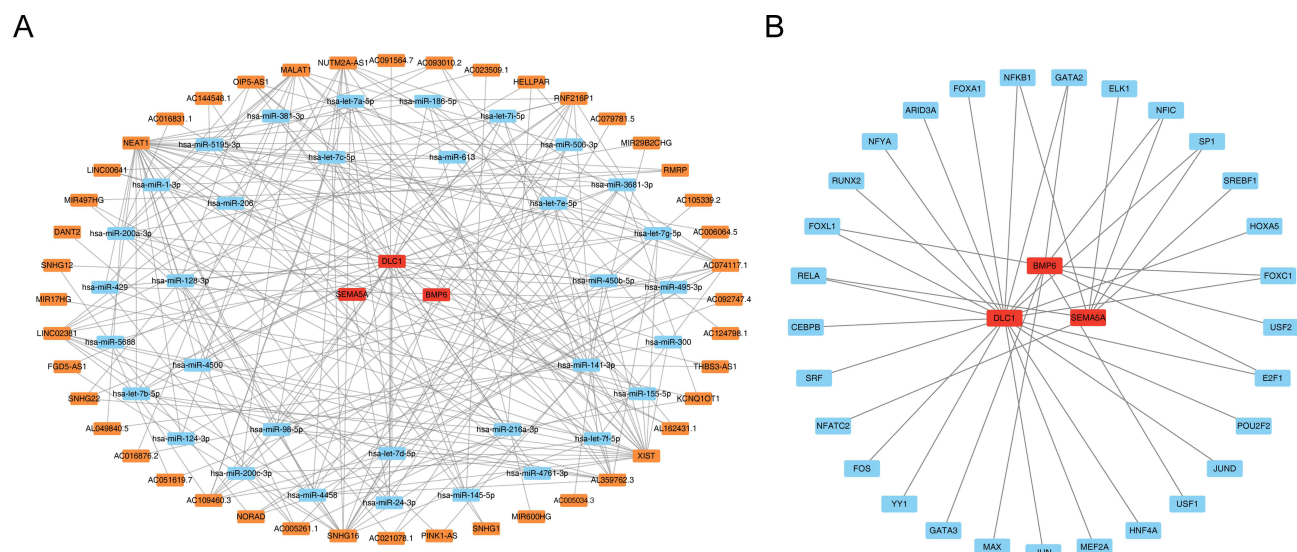 A
B
NUTM2A-AS1
AC091564.7
AC093010.2
AC023509.1
MALAT1
OIP5-AS1
HELLPAR
RNF216P1
AC144548.1
AC016831.1
AC079781.5
MIR29B2CHG
NEAT1
RMRP
LINC00641
MIR497HG
AC105339.2
DANT2
AC006064.5
SNHG12
AC074117.1
MIR17HG
AC092747.4
LINC02381
AC124798.1
FGD5-AS1
THBS3-AS1
SNHG22
KCNQ1OT1
AL049840.5
AL162431.1
AC016876.2
XIST
AC051619.7
AL359762.3
AC109460.3
AC005034.3
NORAD
MIR600HG
AC005261.1
SNHG1
SNHG16
AC021078.1
PINK1-AS
hsa-let-7a-5p
hsa-miR-186-5p
hsa-miR-381-3p
hsa-let-7i-5p
hsa-miR-5195-3p
hsa-miR-506-3p
hsa-let-7c-5p
hsa-miR-613
hsa-miR-1-3p
hsa-miR-3681-3p
hsa-miR-206
hsa-let-7e-5p
hsa-miR-200a-3p
hsa-let-7g-5p
hsa-miR-128-3p
hsa-miR-450b-5p
hsa-miR-429
hsa-miR-495-3p
hsa-miR-5688
hsa-miR-300
hsa-miR-4500
hsa-miR-141-3p
hsa-let-7b-5p
hsa-miR-155-5p
hsa-miR-124-3p
hsa-miR-98-5p
hsa-miR-216a-3p
hsa-let-7f-5p
hsa-let-7d-5p
hsa-miR-200c-3p
hsa-miR-4761-3p
hsa-miR-4458
hsa-miR-24-3p
hsa-miR-145-5p
DLC1
SEMA5A
BMP6
NFKB1
GATA2
FOXA1
ELK1
ARID3A
NFIC
NFYA
SP1
RUNX2
SREBF1
FOXL1
HOXA5
RELA
FOXC1
CEBPB
USF2
SRF
E2F1
NFATC2
POU2F2
FOS
JUND
YY1
USF1
GATA3
HNF4A
MAX
JUN
MEF2A
BMP6
DLC1
SEMA5A